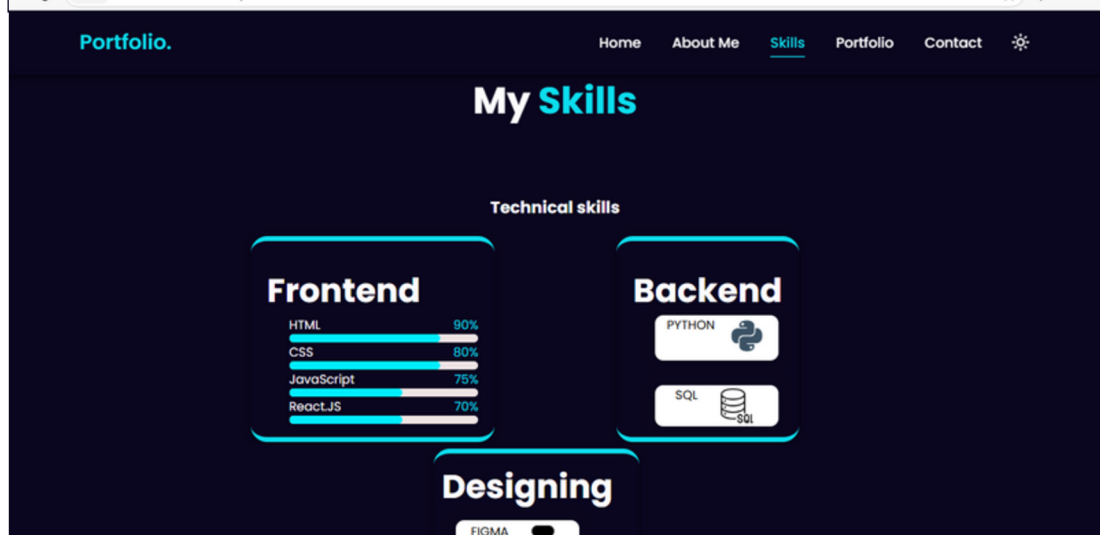 Portfolio.
Home About Me Skills Portfolio Contact
My Skills
Technical skills
Frontend
HTML 90%
CSS 80%
JavaScript 75%
React.JS 70%
Backend
PYTHON
SQL
SQL
Designing
FIGMA